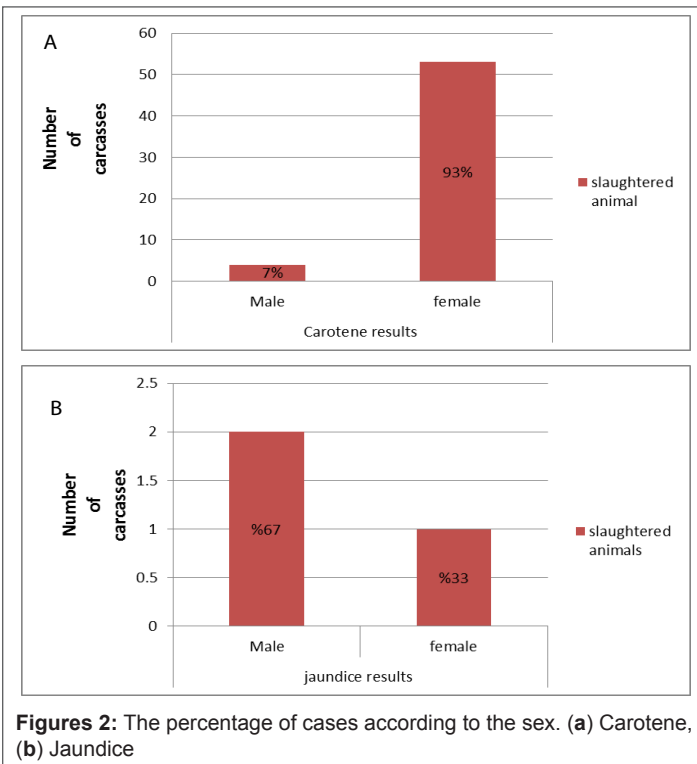 A
Number
of
carcasses
60
50
40
30
20
10
0
7%
93%
Male
female
Carotene results
slaughtered
animal
B
Number
of
carcasses
2.5
2
1.5
1
0.5
0
%67
%33
Male
female
jaundice results
slaughtered
animals
Figures 2: The percentage of cases according to the sex. (a) Carotene,
(b) Jaundice